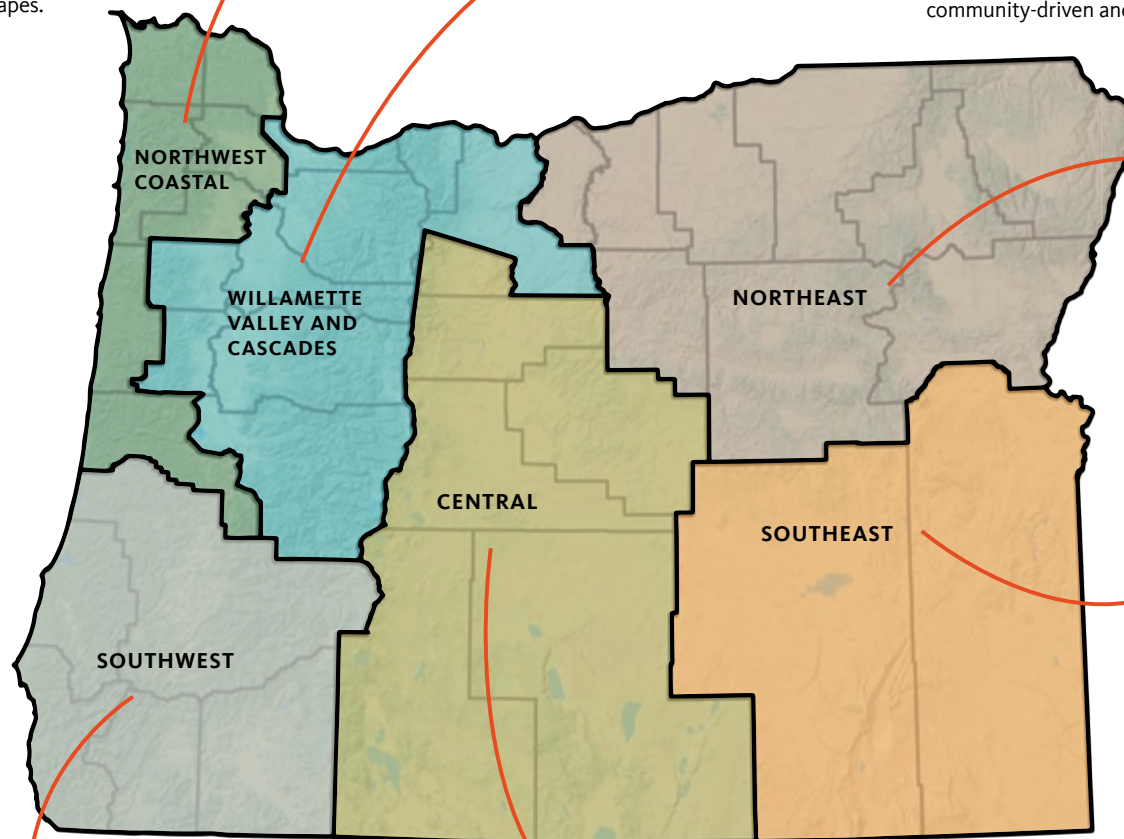 apes.
community-driven and
NORTHWEST
COASTAL
WILLAMETTE
VALLEY AND
CASCADES
NORTHEAST
CENTRAL
SOUTHEAST
SOUTHWEST